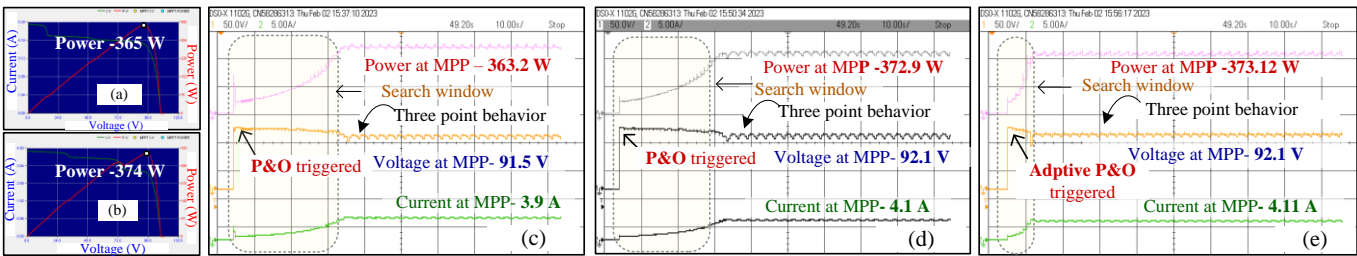 Current (A)
Power -365 W
Power (W)
(a)
Voltage (V)
Current (A)
Power -374 W
Power (W)
(b)
Voltage (V)
DSO-X 1102G, CN58296313: Thu Feb 02 15:37:10 2023
1 50.0V/ 2 5.00A/ 49.20s 10.00s/ Stop
Power at MPP – 363.2 W
Search window
Three point behavior
P&O triggered
Voltage at MPP- 91.5 V
Current at MPP- 3.9 A
(c)
DSO-X 1102G, CN58296313: Thu Feb 02 15:50:34 2023
1 50.0V/ 2 5.00A/ 49.20s 10.00s/ Stop
Power at MPP -372.9 W
Search window
Three point behavior
P&O triggered
Voltage at MPP- 92.1 V
Current at MPP- 4.1 A
(d)
DSO-X 1102G, CN58296313: Thu Feb 02 15:56:17 2023
1 50.0V/ 2 5.00A/ 49.20s 10.00s/ Stop
Power at MPP -373.12 W
Search window
Three point behavior
Adptive P&O
triggered
Voltage at MPP- 92.1 V
Current at MPP- 4.11 A
(e)